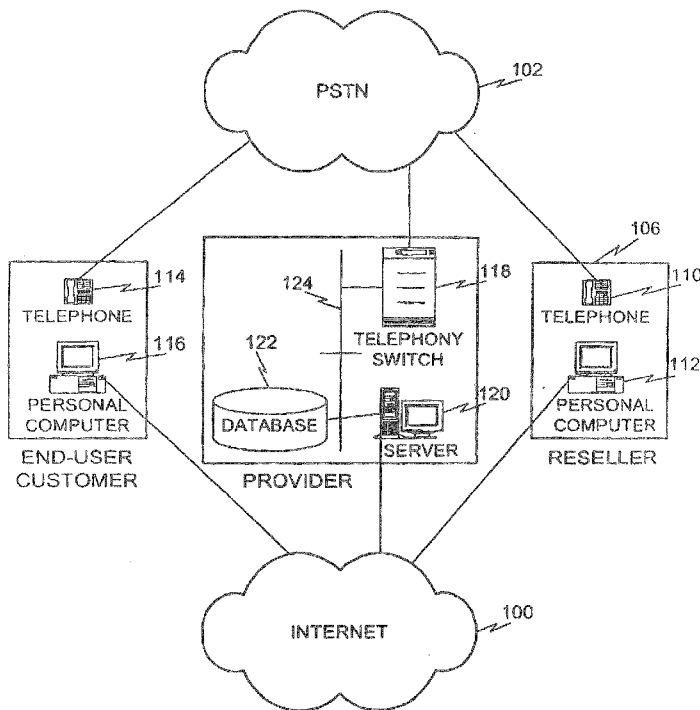 102
PSTN
106
114
TELEPHONE
116
PERSONAL
COMPUTER
END-USER
CUSTOMER
124
118
TELEPHONY
SWITCH
122
DATABASE
120
SERVER
PROVIDER
110
TELEPHONE
112
PERSONAL
COMPUTER
RESELLER
INTERNET
100